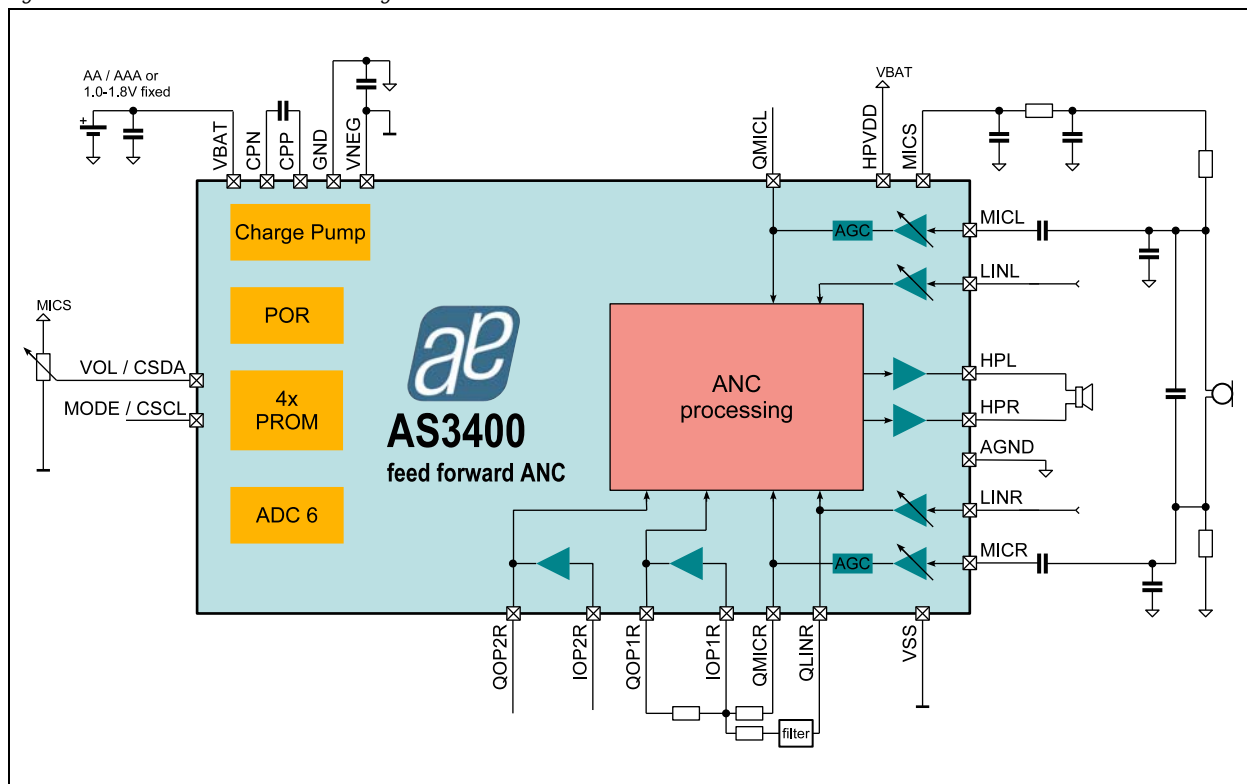 AA / AAA or
1.0-1.8V fixed
VBAT
CPN
CPP
GND
VNEG
QMICL
VBAT
HPVDD
MICS
Charge Pump
POR
4x
PROM
ADC 6
MICS
VOL / CSDA
MODE / CSCL
ae
AS3400
feed forward ANC
AGC
MICL
LINL
ANC
processing
HPL
HPR
AGND
LINR
AGC
MICR
QOP2R
IOP2R
QOP1R
IOP1R
QMICR
QLINR
VSS
filter